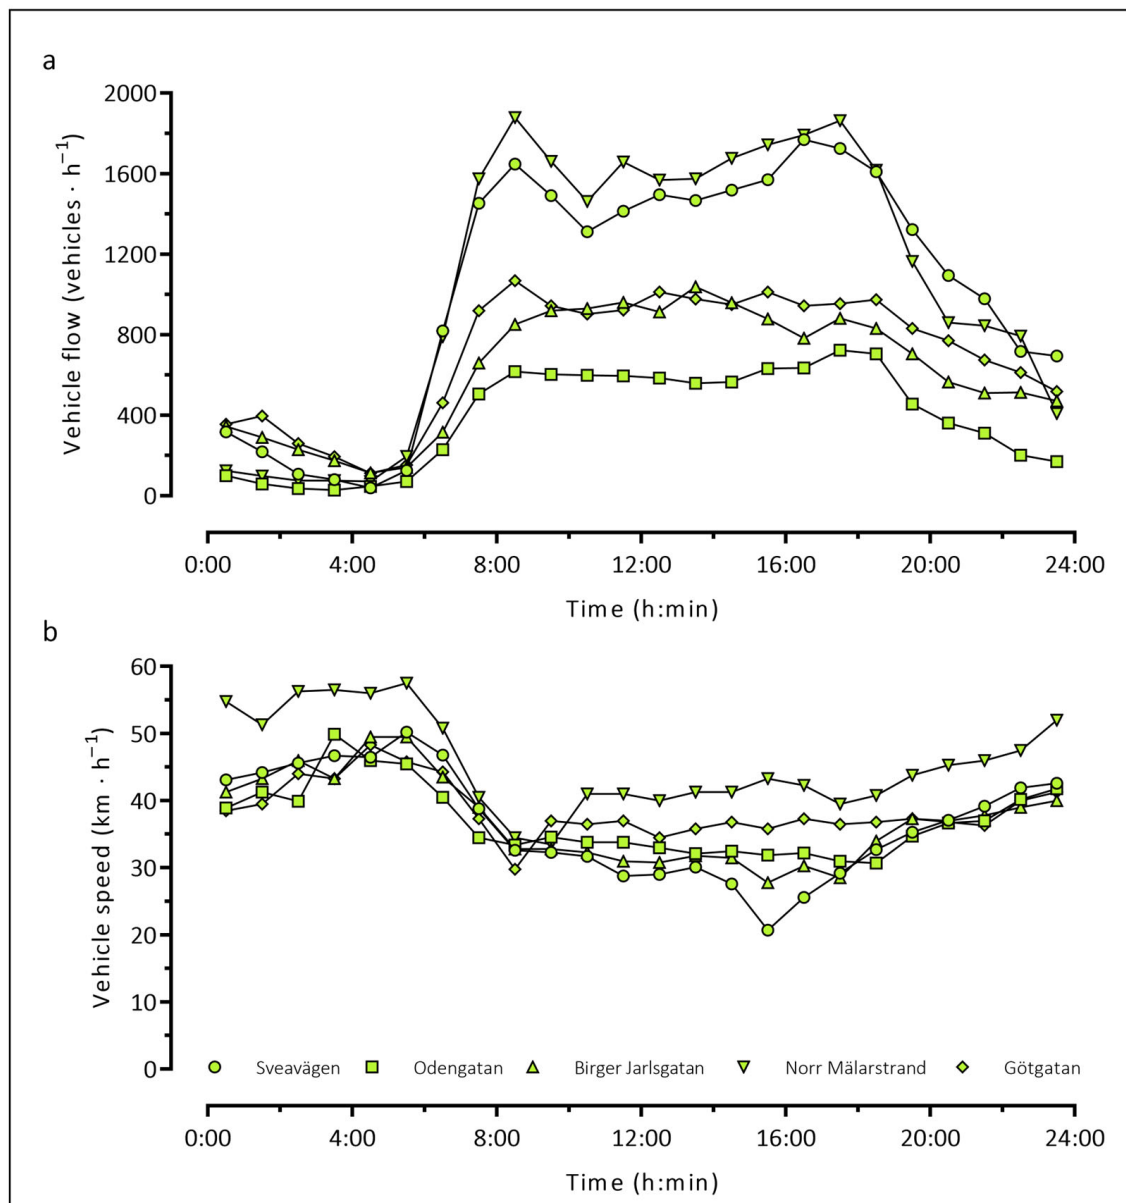 a
Vehicle flow (vehicles · h⁻¹)
2000
1600
1200
800
400
0
0:00 4:00 8:00 12:00 16:00 20:00 24:00
Time (h:min)
b
Vehicle speed (km · h⁻¹)
60
50
40
30
20
10
0
Sveavägen Odengatan Birger Jarlsgatan Norr Mälarstrand Götgatan
0:00 4:00 8:00 12:00 16:00 20:00 24:00
Time (h:min)